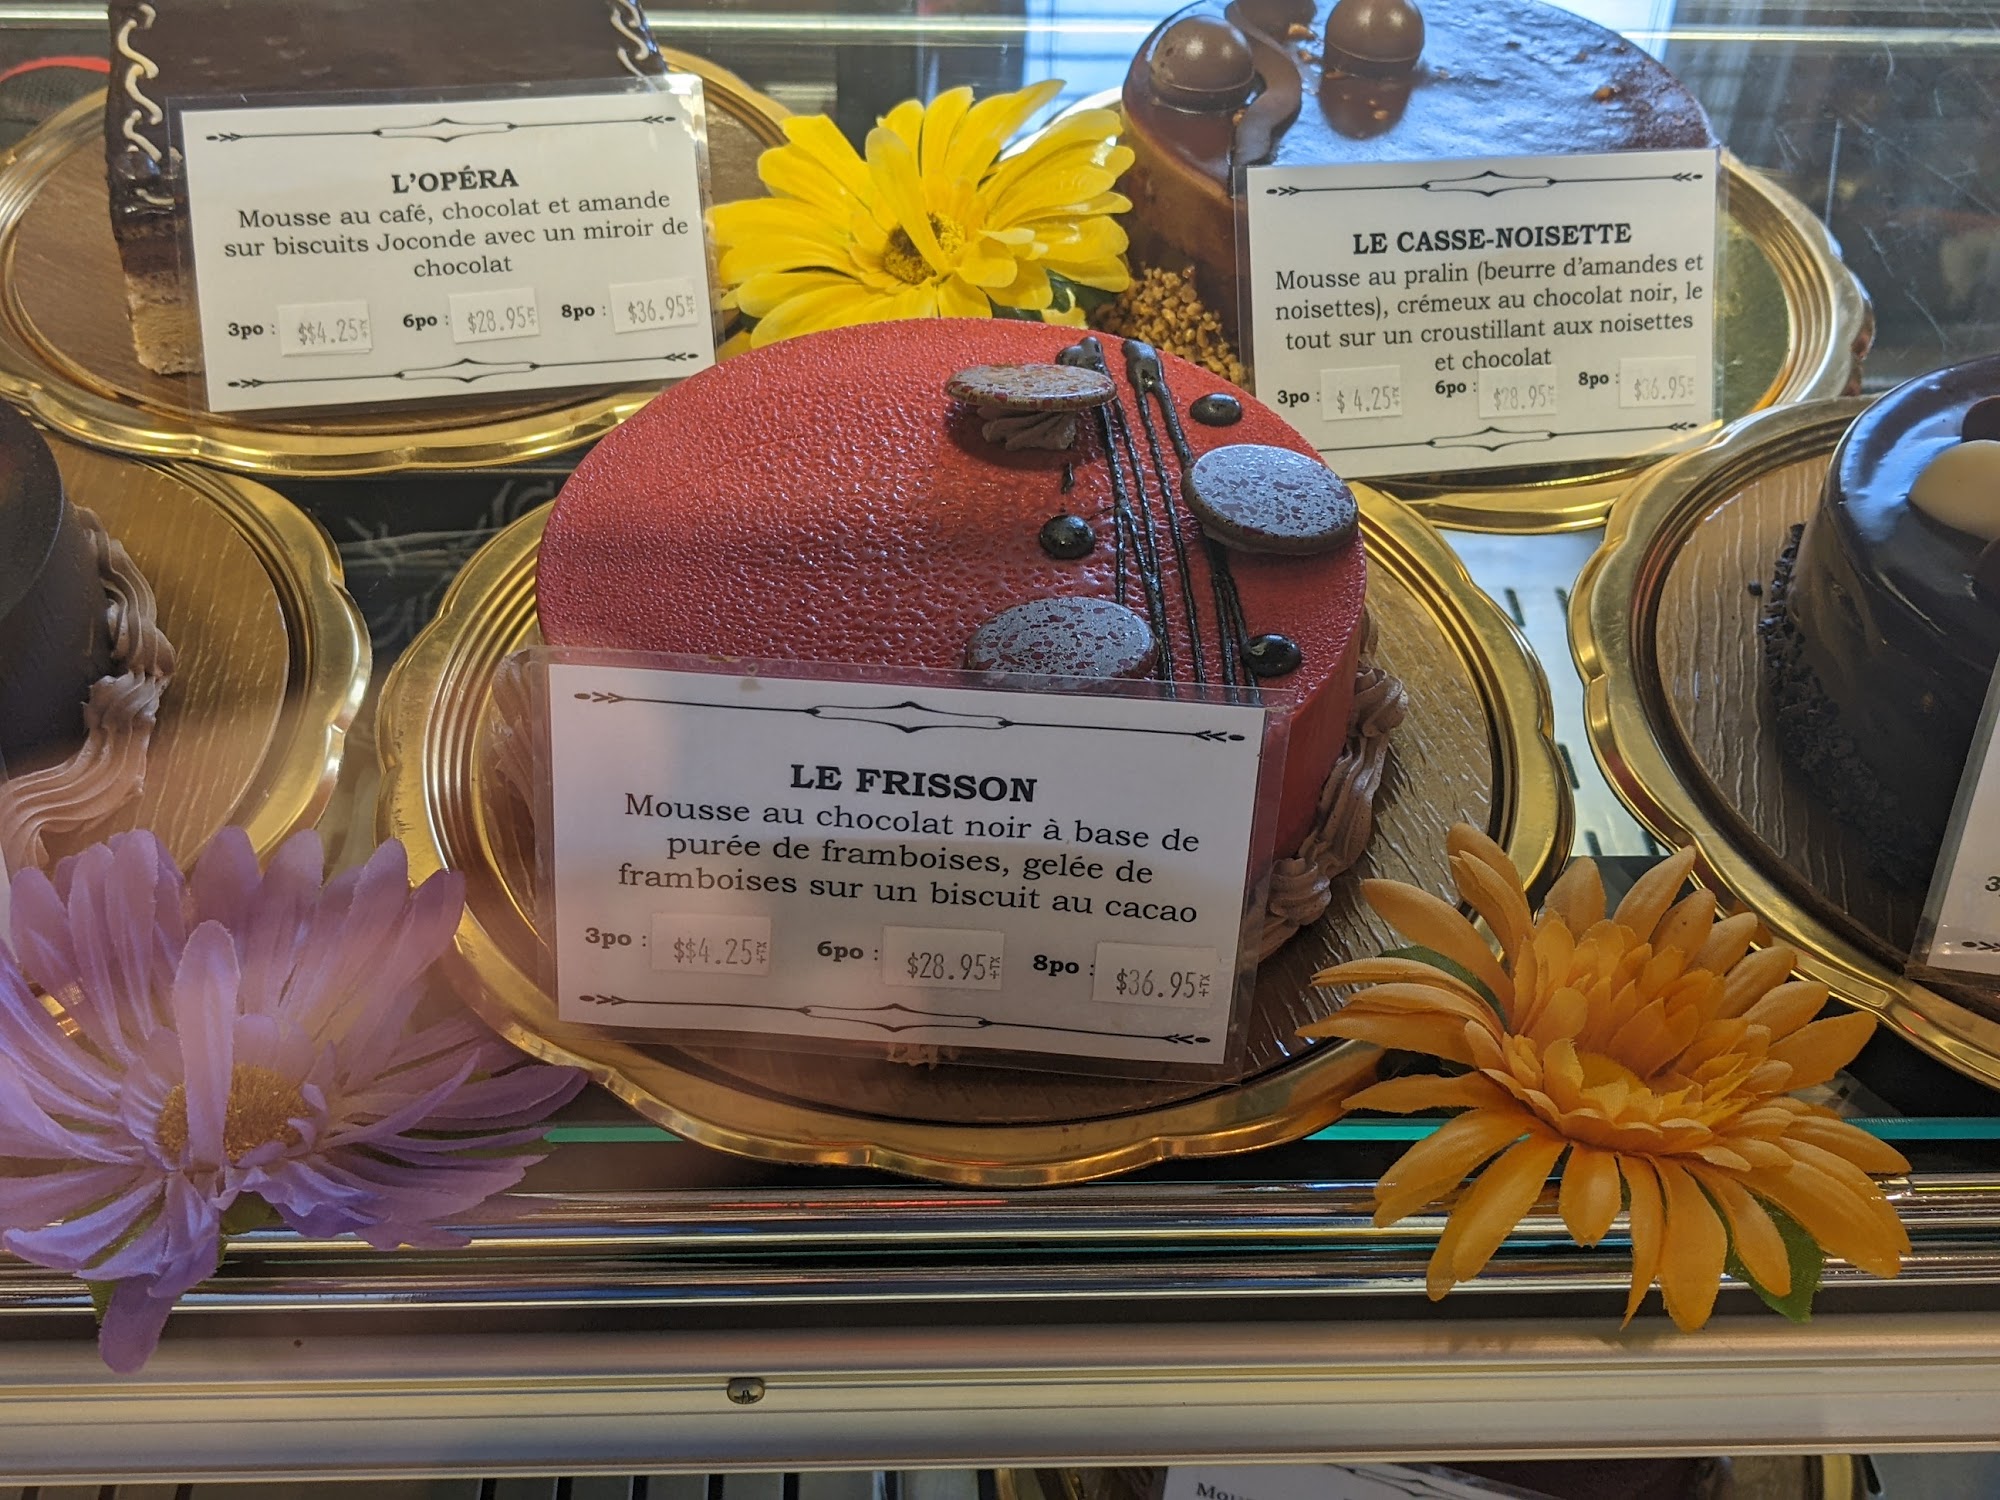 L'OPÉRA
Mousse au café, chocolat et amande
sur biscuits Joconde avec un miroir de
chocolat
3po : $$4.25 6po : $28.95 8po : $36.95
LE CASSE-NOISETTE
Mousse au pralin (beurre d'amandes et
noisettes), crémeux au chocolat noir, le
tout sur un croustillant aux noisettes
et chocolat
3po : $4.25 6po : $28.95 8po : $36.95
LE FRISSON
Mousse au chocolat noir à base de
purée de framboises, gelée de
framboises sur un biscuit au cacao
3po : $$4.25 6po : $28.95 8po : $36.95